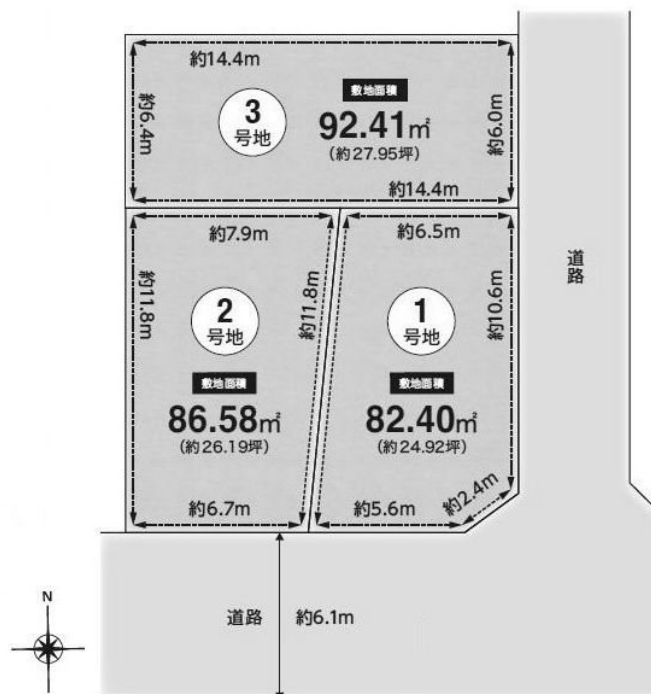 約14.4m
約6.4m
3
号地
敷地面積
92.41㎡
(約27.95坪)
約6.0m
約14.4m
約7.9m
約11.8m
2
号地
敷地面積
86.58㎡
(約26.19坪)
約11.8m
約6.7m
約6.5m
約10.6m
1
号地
敷地面積
82.40㎡
(約24.92坪)
約5.6m
約2.4m
道路
道路
約6.1m
N